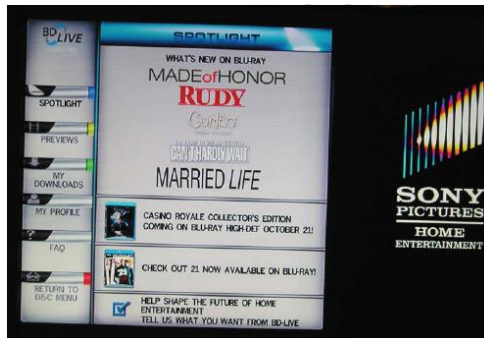 BD LIVE
SPOTLIGHT
PREVIEWS
MY
DOWNLOADS
MY PROFILE
FAQ
RETURN TO
DISC MENU
SPOTLIGHT
WHAT'S NEW ON BLU-RAY
MADE of HONOR
RUDY
CAN'T HARDLY WAIT
MARRIED LIFE
CASINO ROYALE COLLECTOR'S EDITION
COMING ON BLU-RAY HIGH-DEF OCTOBER 21!
CHECK OUT 21 NOW AVAILABLE ON BLU-RAY!
HELP SHAPE THE FUTURE OF HOME
ENTERTAINMENT
TELL US WHAT YOU WANT FROM BD-LIVE
SONY
PICTURES
HOME
ENTERTAINMENT